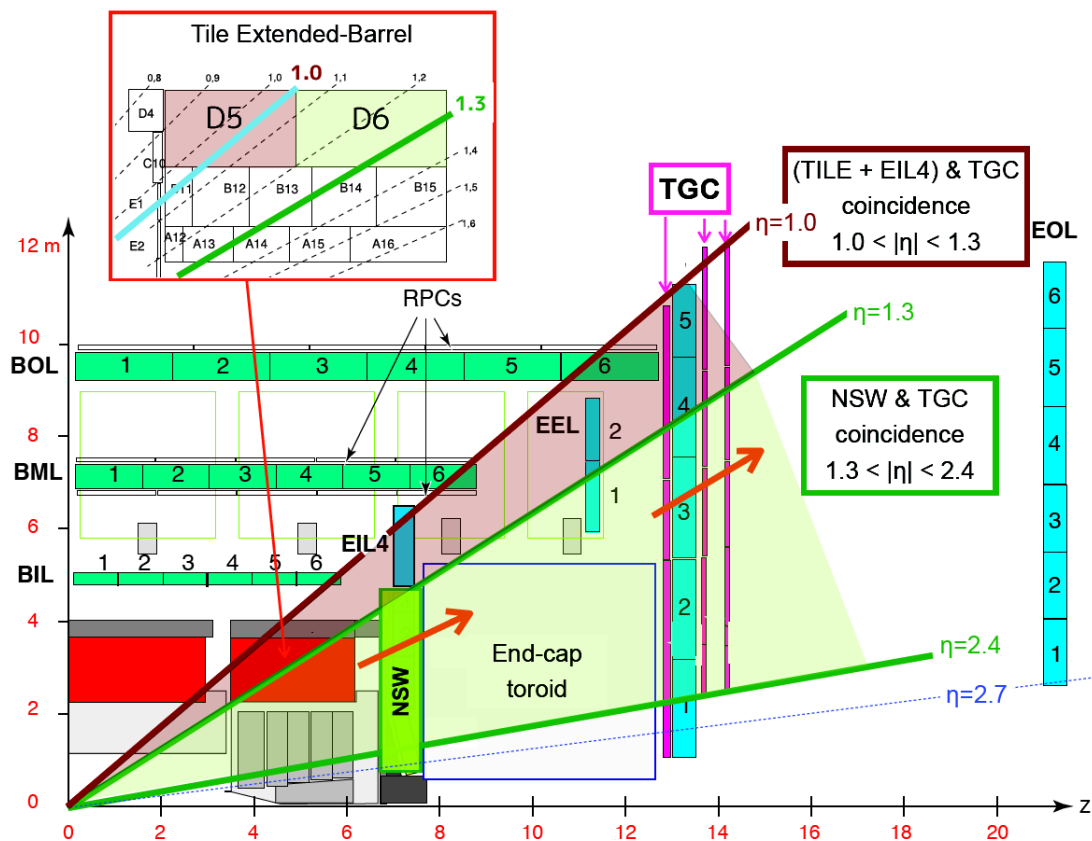 Tile Extended-Barrel
0,8
0,9
1,0
1.0
1,1
1,2
1.3
D4
D5
D6
1,4
C10
B11
B12
B13
B14
B15
1,5
E1
1,6
E2
A12
A13
A14
A15
A16
(TILE + EIL4) & TGC
coincidence
1.0 < |η| < 1.3
TGC
η=1.0
EOL
12 m
RPCs
6
η=1.3
10
BOL
1
2
3
4
5
6
5
5
NSW & TGC
coincidence
1.3 < |η| < 2.4
4
8
EEL
2
4
BML
1
2
3
4
5
6
1
3
3
6
EIL4
BIL
1
2
3
4
5
6
2
2
4
1
η=2.4
End-cap
toroid
NSW
η=2.7
2
1
0
z
0
2
4
6
8
10
12
14
16
18
20